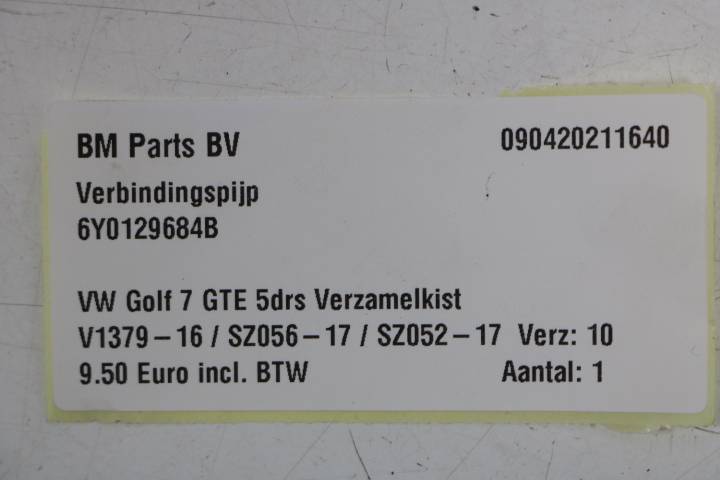 BM Parts BV 090420211640
Verbindingspijp
6Y0129684B
VW Golf 7 GTE 5drs Verzamelkist
V1379-16 / SZ056-17 / SZ052-17 Verz: 10
9.50 Euro incl. BTW Aantal: 1